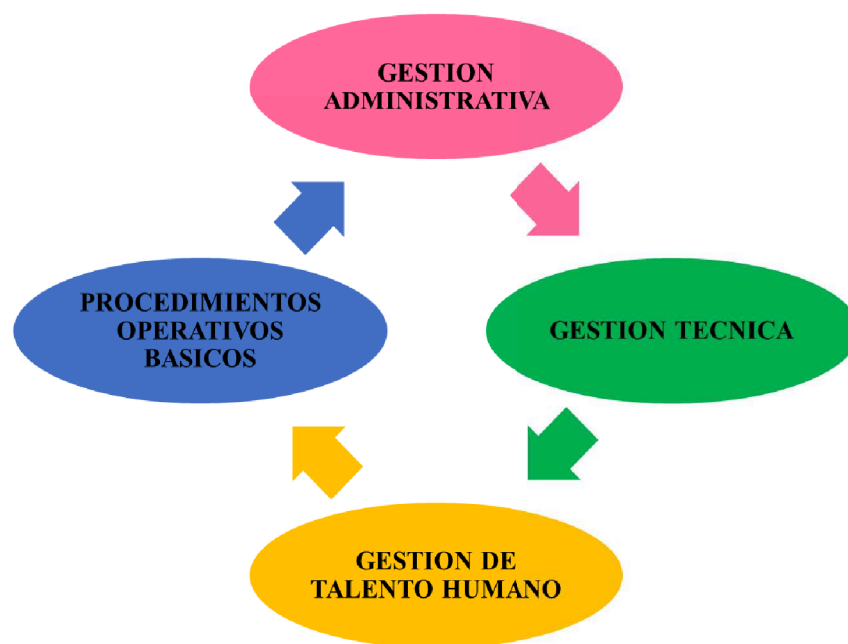 GESTION
ADMINISTRATIVA
PROCEDIMIENTOS
OPERATIVOS
BASICOS
GESTION TECNICA
GESTION DE
TALENTO HUMANO